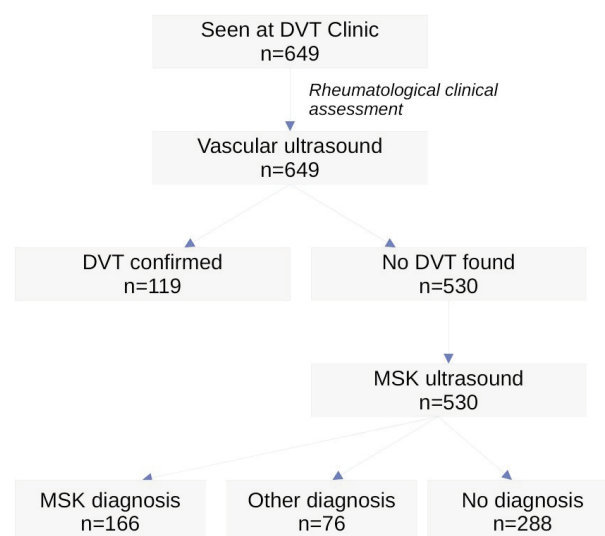 Seen at DVT Clinic
n=649
Rheumatological clinical
assessment
Vascular ultrasound
n=649
DVT confirmed
n=119
No DVT found
n=530
MSK ultrasound
n=530
MSK diagnosis
n=166
Other diagnosis
n=76
No diagnosis
n=288